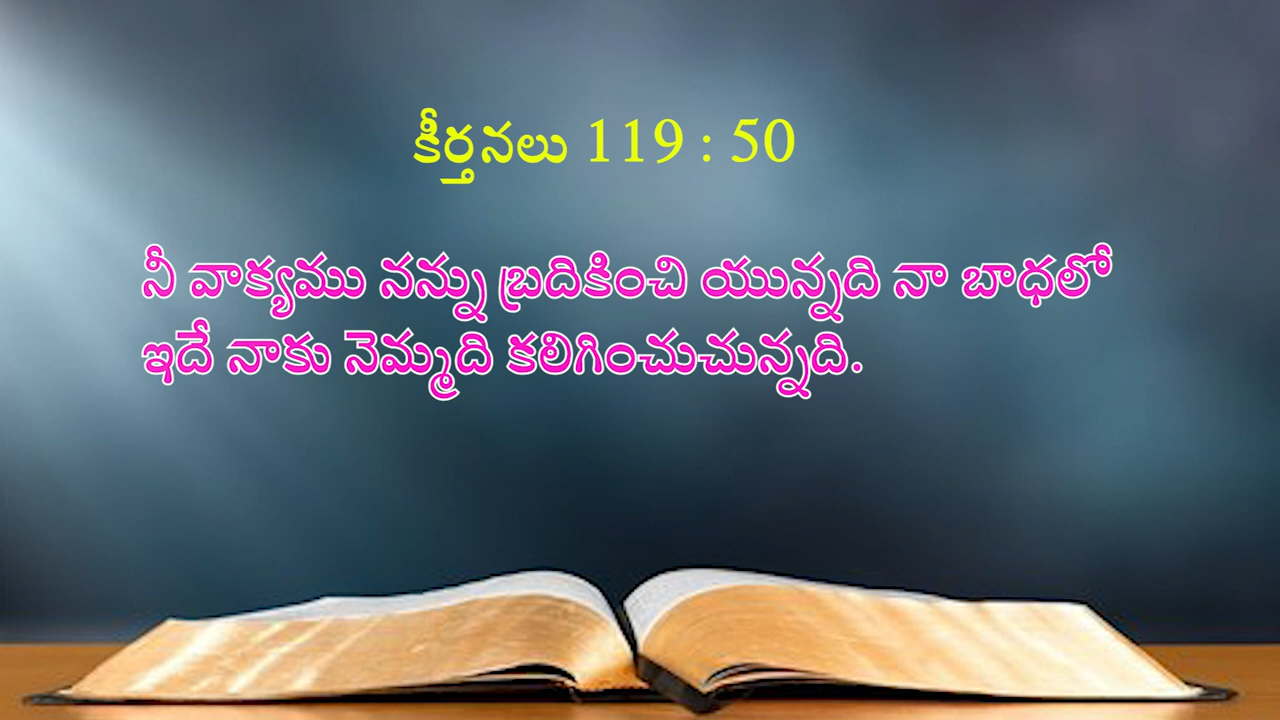 కీర్తనలు 119 : 50
నీ వాక్యము నన్ను బ్రదికించి యున్నది నా బాధలో
ఇదే నాకు నెమ్మది కలిగించుచున్నది.